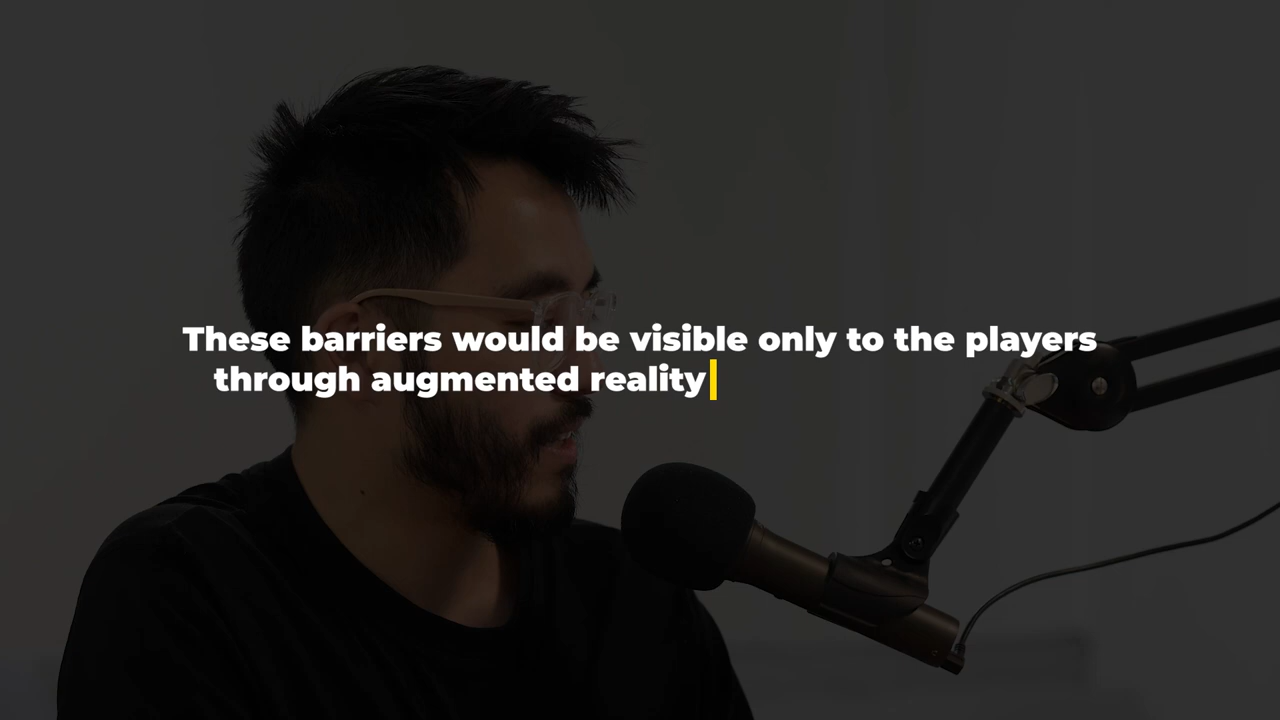 These barriers would be visible only to the players
through augmented reality